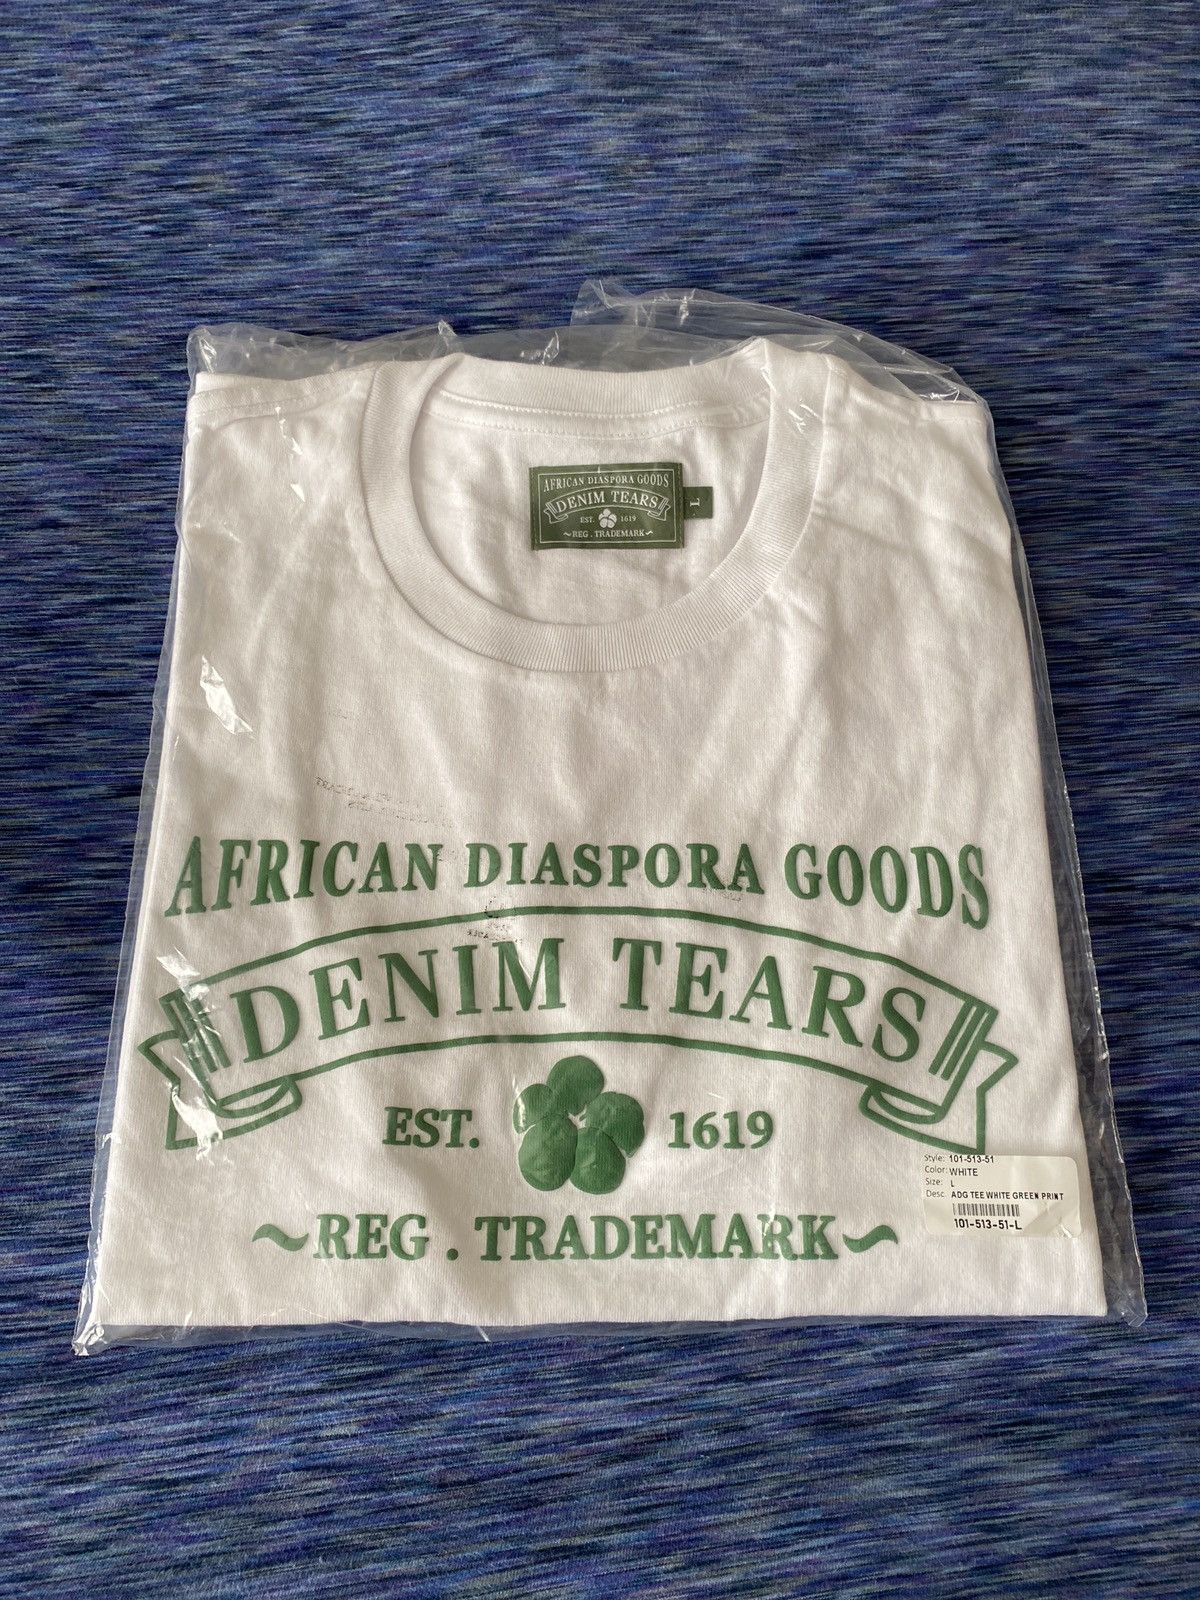 AFRICAN DIASPORA GOODS
DENIM TEARS
EST. 1619
~REG . TRADEMARK~
L
AFRICAN DIASPORA GOODS
DENIM TEARS
EST. 1619
~REG . TRADEMARK~
Style: 101-513-51
Color: WHITE
Size: L
Desc. ADG TEE WHITE GREEN PRINT
101-513-51-L